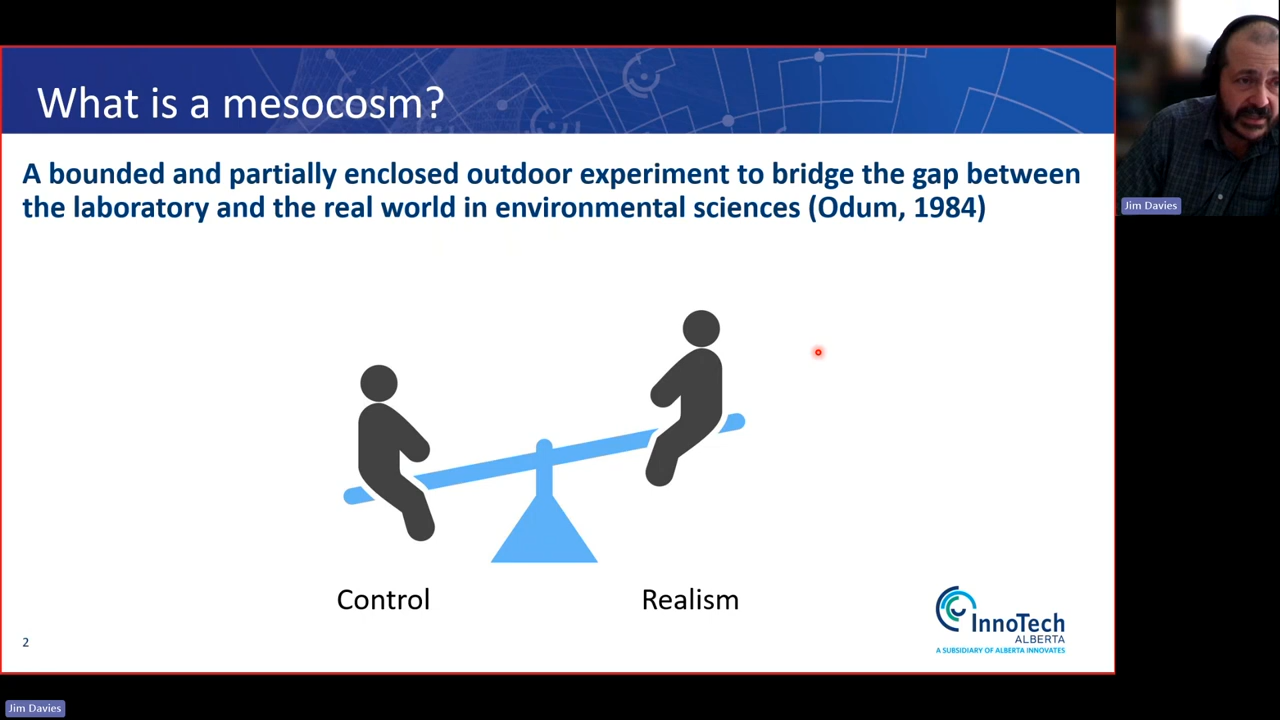 What is a mesocosm?
A bounded and partially enclosed outdoor experiment to bridge the gap between
the laboratory and the real world in environmental sciences (Odum, 1984)
Control
Realism
2
InnoTech
ALBERTA
A SUBSIDIARY OF ALBERTA INNOVATES
Jim Davies
Jim Davies